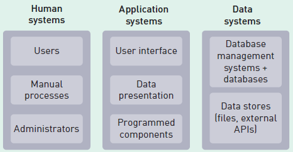 Human
systems
Users
Manual
processes
Administrators
Application
systems
User interface
Data
presentation
Programmed
components
Data
systems
Database
management
systems +
databases
Data stores
(files, external
APIs)